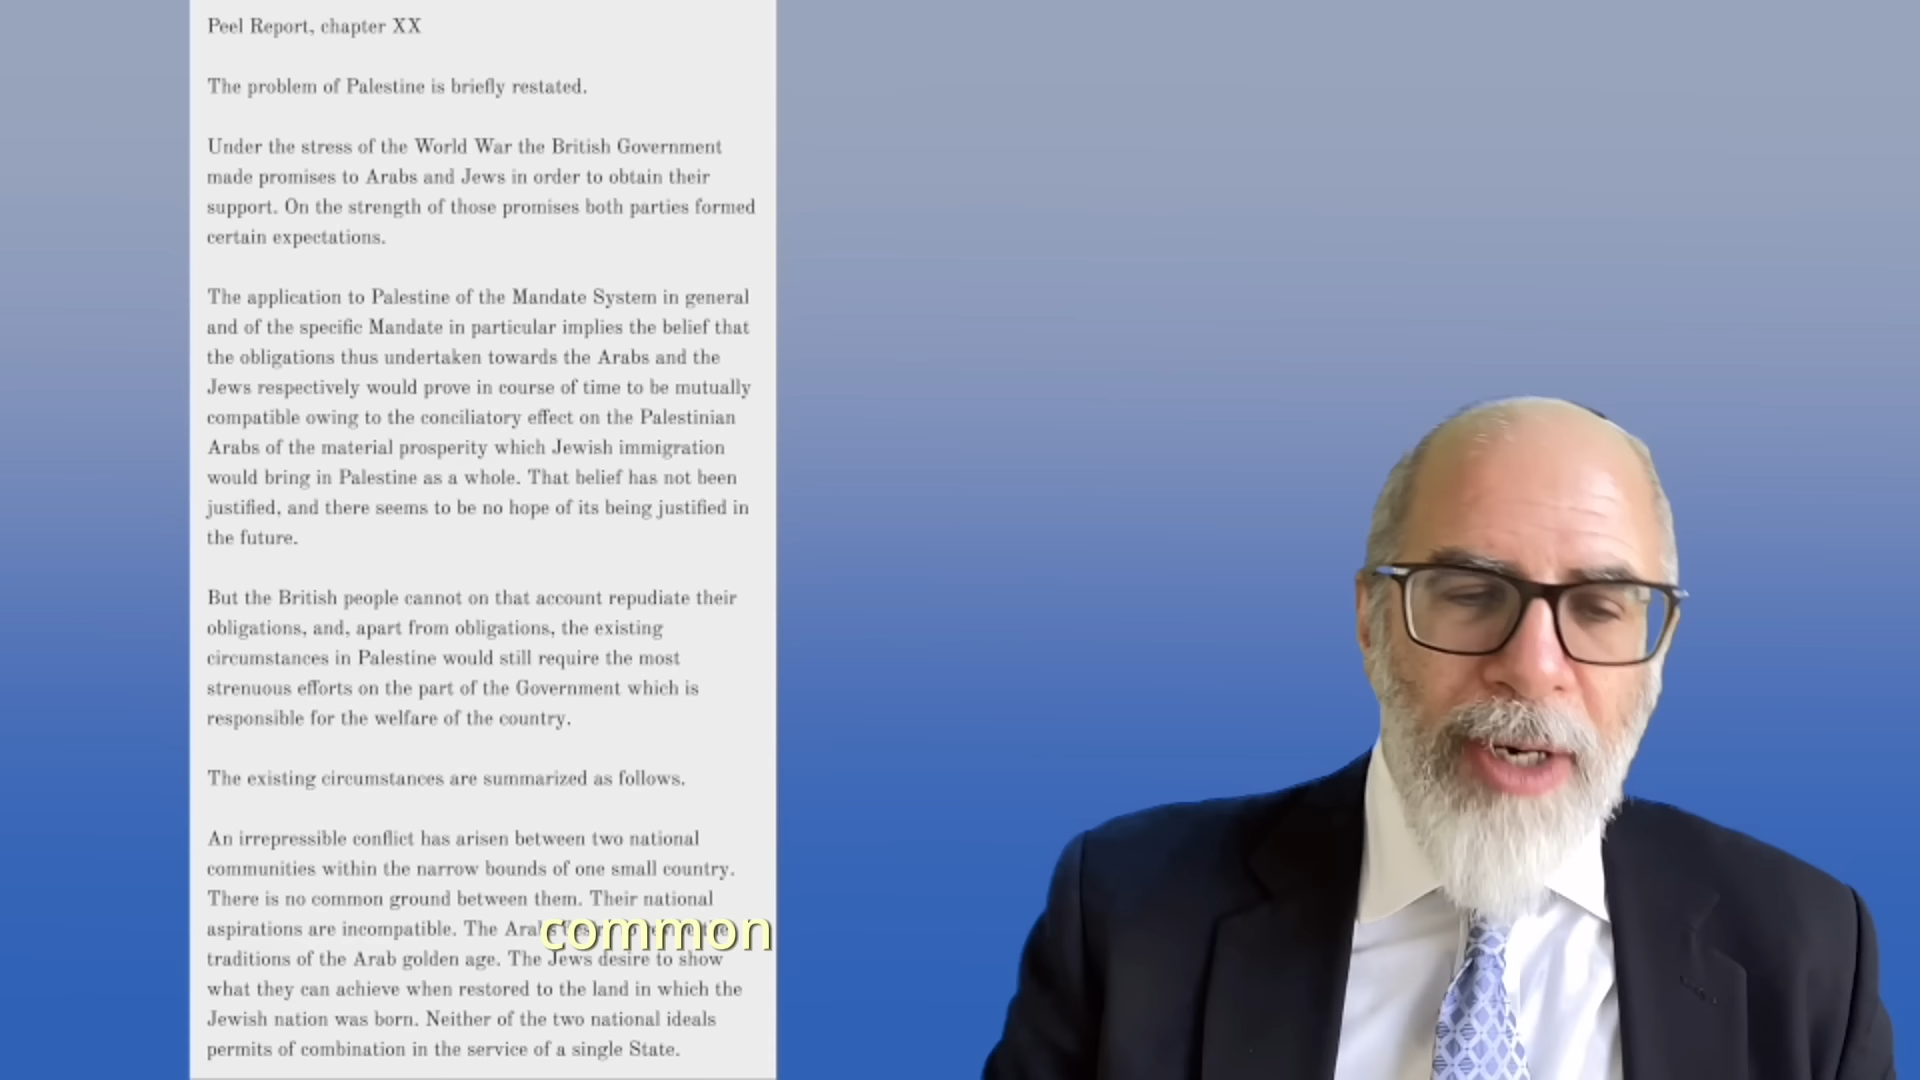 Peel Report, chapter XX
The problem of Palestine is briefly restated.
Under the stress of the World War the British Government
made promises to Arabs and Jews in order to obtain their
support. On the strength of those promises both parties formed
certain expectations.
The application to Palestine of the Mandate System in general
and of the specific Mandate in particular implies the belief that
the obligations thus undertaken towards the Arabs and the
Jews respectively would prove in course of time to be mutually
compatible owing to the conciliatory effect on the Palestinian
Arabs of the material prosperity which Jewish immigration
would bring in Palestine as a whole. That belief has not been
justified, and there seems to be no hope of its being justified in
the future.
But the British people cannot on that account repudiate their
obligations, and, apart from obligations, the existing
circumstances in Palestine would still require the most
strenuous efforts on the part of the Government which is
responsible for the welfare of the country.
The existing circumstances are summarized as follows.
An irrepressible conflict has arisen between two national
communities within the narrow bounds of one small country.
There is no common ground between them. Their national
aspirations are incompatible. The
common
traditions of the Arab golden age. The Jews desire to show
what they can achieve when restored to the land in which the
Jewish nation was born. Neither of the two national ideals
permits of combination in the service of a single State.